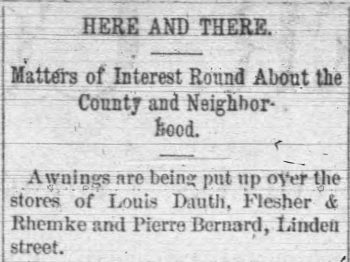 HERE AND THERE.
Matters of Interest Round About the
County and Neighbor-
hood.
Awnings are being put up over the
stores of Louis Dauth, Flesher &
Rhemke and Pierre Bernard, Linden
street.